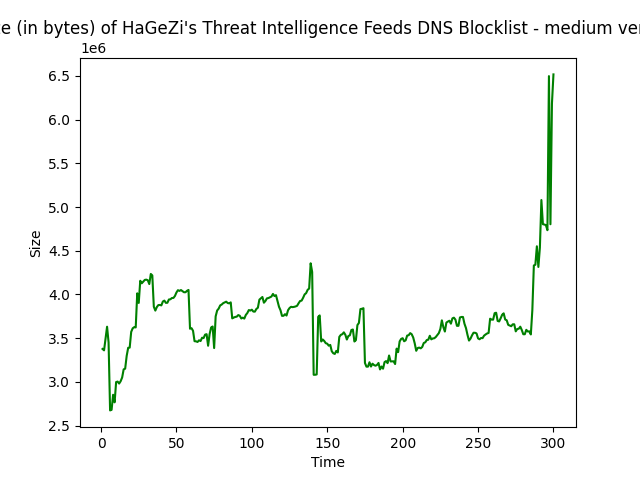 e (in bytes) of HaGeZi's Threat Intelligence Feeds DNS Blocklist - medium ver
1e6
6.5
6.0
5.5
5.0
4.5
4.0
3.5
3.0
2.5
Size
0 50 100 150 200 250 300
Time